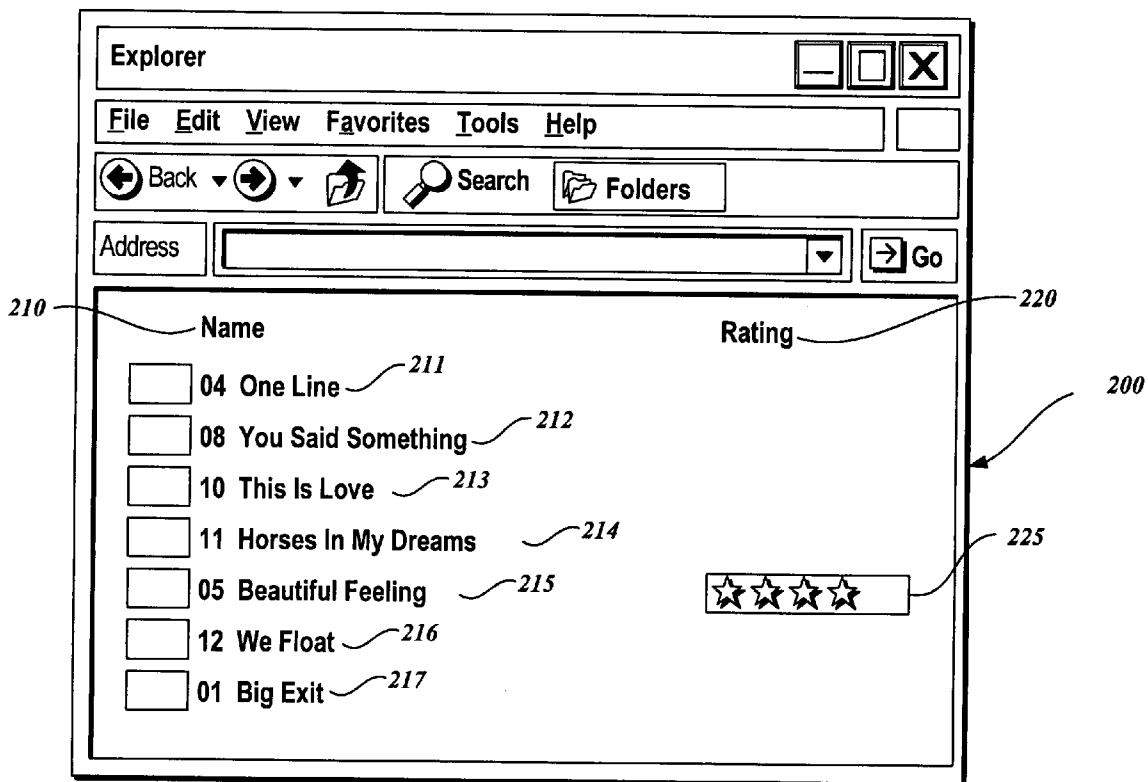 Explorer
File Edit View Favorites Tools Help
Back Search Folders
Address Go
210 Name Rating 220
04 One Line 211
200
08 You Said Something 212
10 This Is Love 213
11 Horses In My Dreams 214
225
05 Beautiful Feeling 215
12 We Float 216
01 Big Exit 217